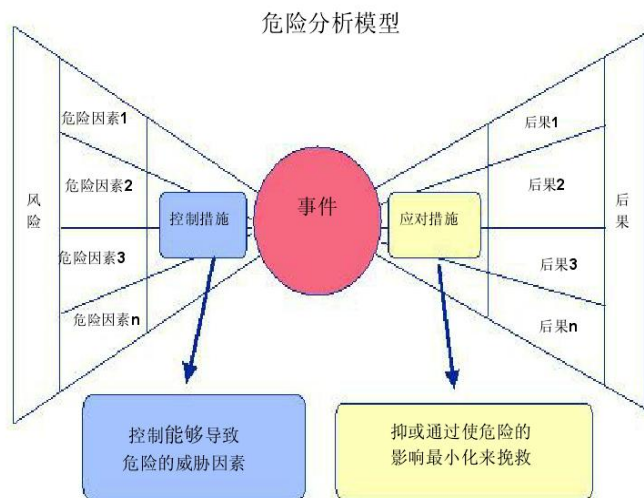 危险分析模型
风
险
危险因素1
危险因素2
危险因素3
危险因素n
控制措施
事件
应对措施
后果1
后果2
后果3
后果n
后
果
控制能够导致
危险的威胁因素
抑或通过使危险的
影响最小化来挽救